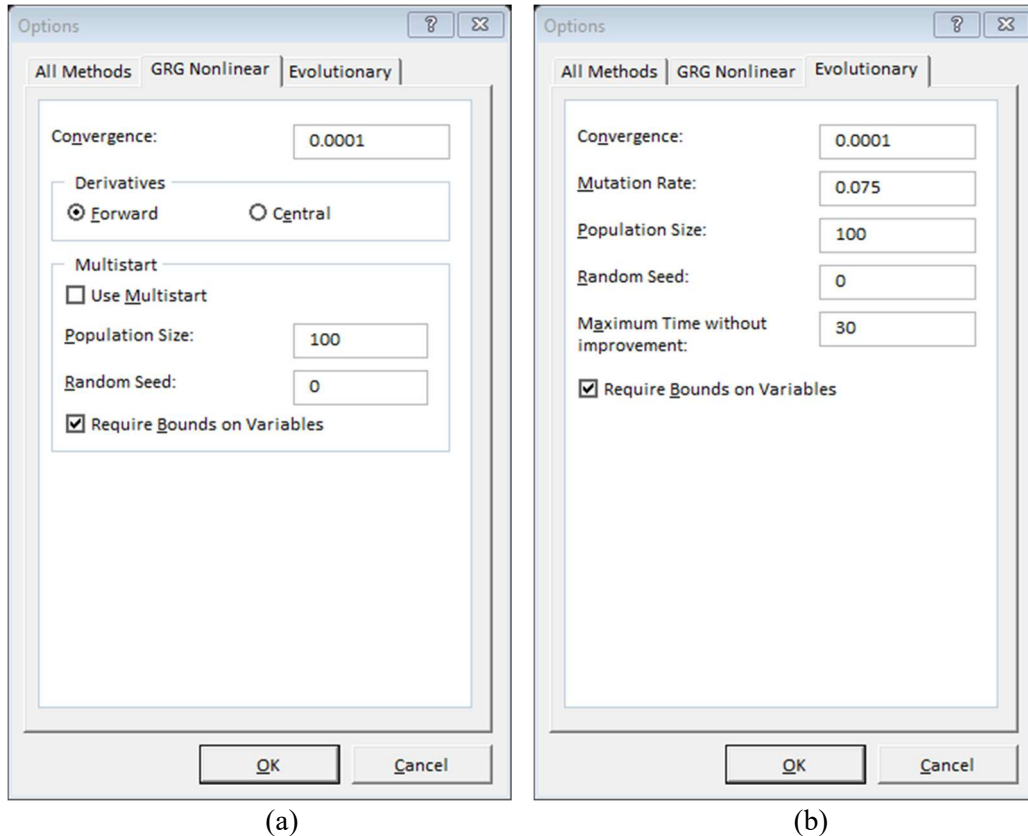 Options
All Methods GRG Nonlinear Evolutionary
Convergence: 0.0001
Derivatives
Forward Central
Multistart
Use Multistart
Population Size: 100
Random Seed: 0
Require Bounds on Variables
OK Cancel
(a)
Options
All Methods GRG Nonlinear Evolutionary
Convergence: 0.0001
Mutation Rate: 0.075
Population Size: 100
Random Seed: 0
Maximum Time without 30
improvement:
Require Bounds on Variables
OK Cancel
(b)